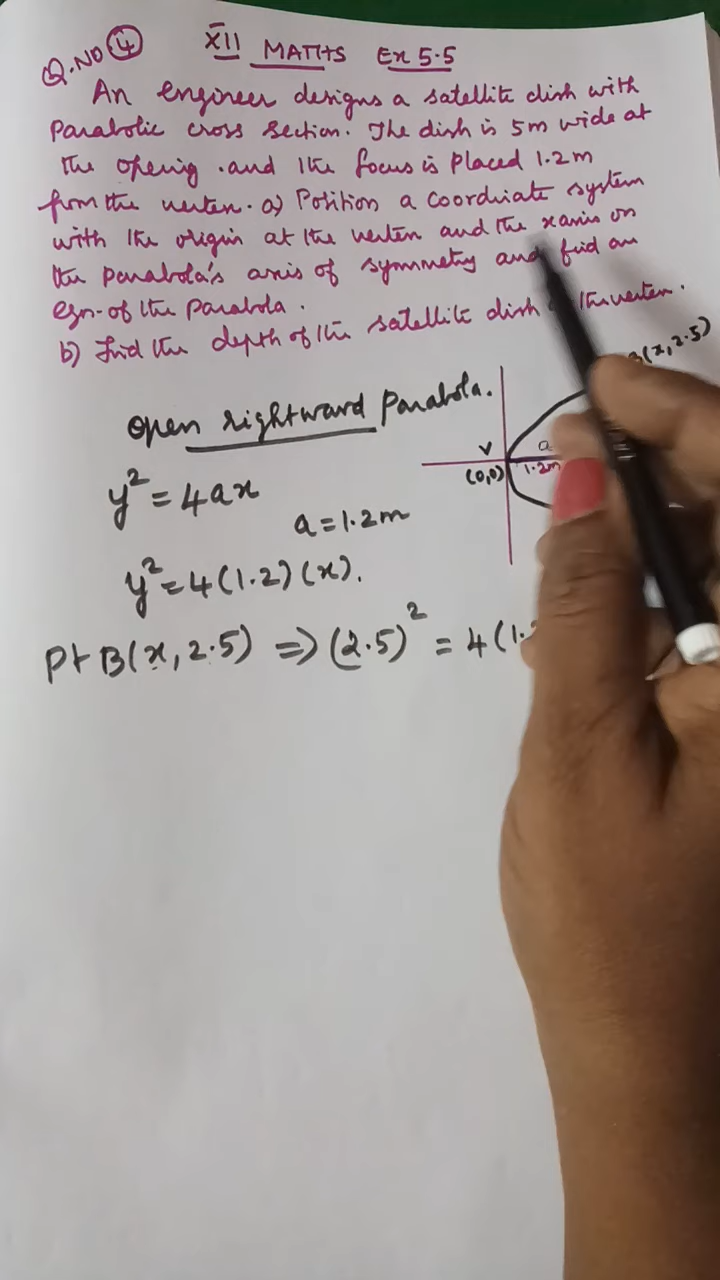 Q.NO 4 XII MATHS Ex 5.5
An engineer designs a satellite dish with
Parabolic cross section. The dish is 5m wide at
the opening . and the focus is placed 1.2m
from the vertex. a) Position a coordinate system
with the origin at the vertex and the x axis on
the parabola's axis of symmetry and find an
eqn. of the Parabola.
b) Find the depth of the satellite dish the vertex.
B(x, 2.5)
open rightward Parabola.
V
a
(0,0)
1.2m
y² = 4ax
a = 1.2m
y² = 4(1.2)(x).
Pt B(x, 2.5) ⇒ (2.5)² = 4(1.